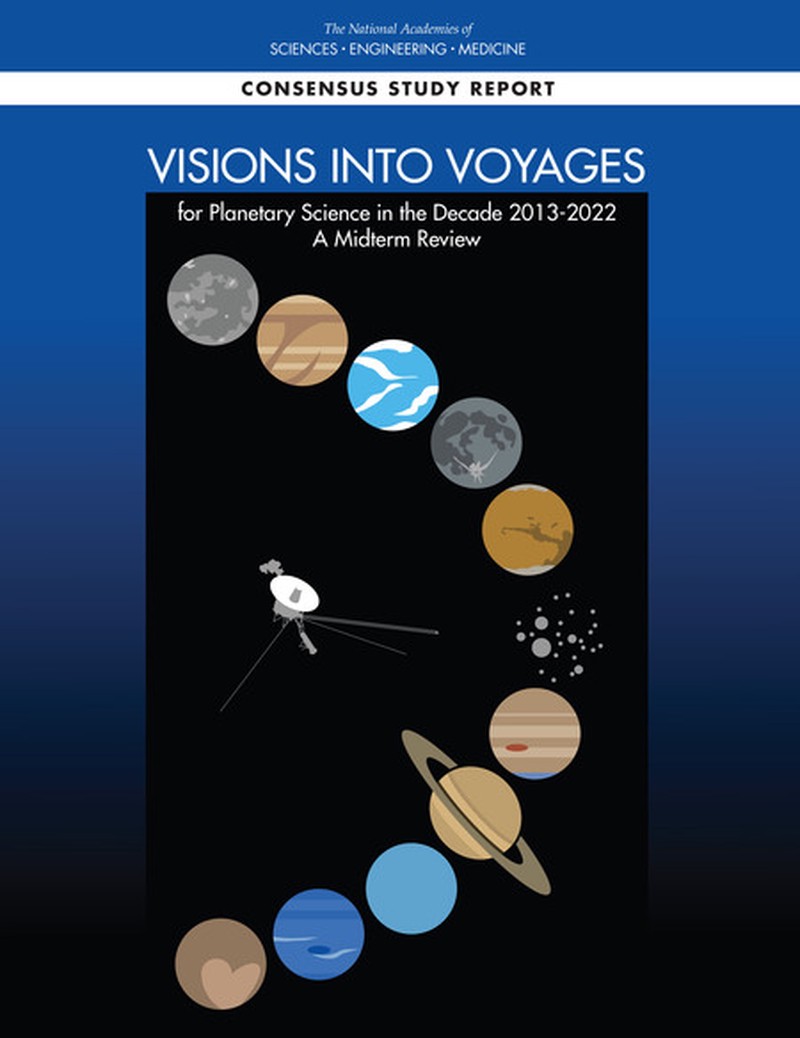 The National Academies of
SCIENCES · ENGINEERING · MEDICINE
CONSENSUS STUDY REPORT
VISIONS INTO VOYAGES
for Planetary Science in the Decade 2013-2022
A Midterm Review